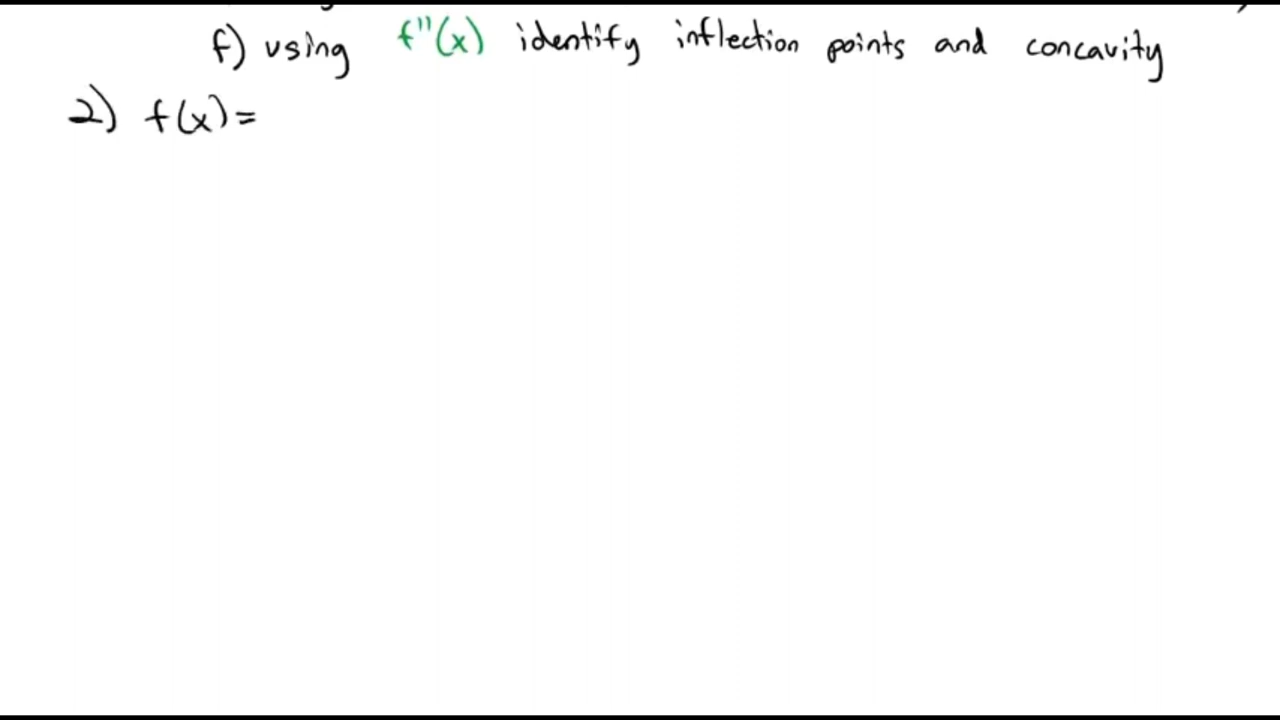 f) using f"(x) identify inflection points and concavity
2) f(x)=